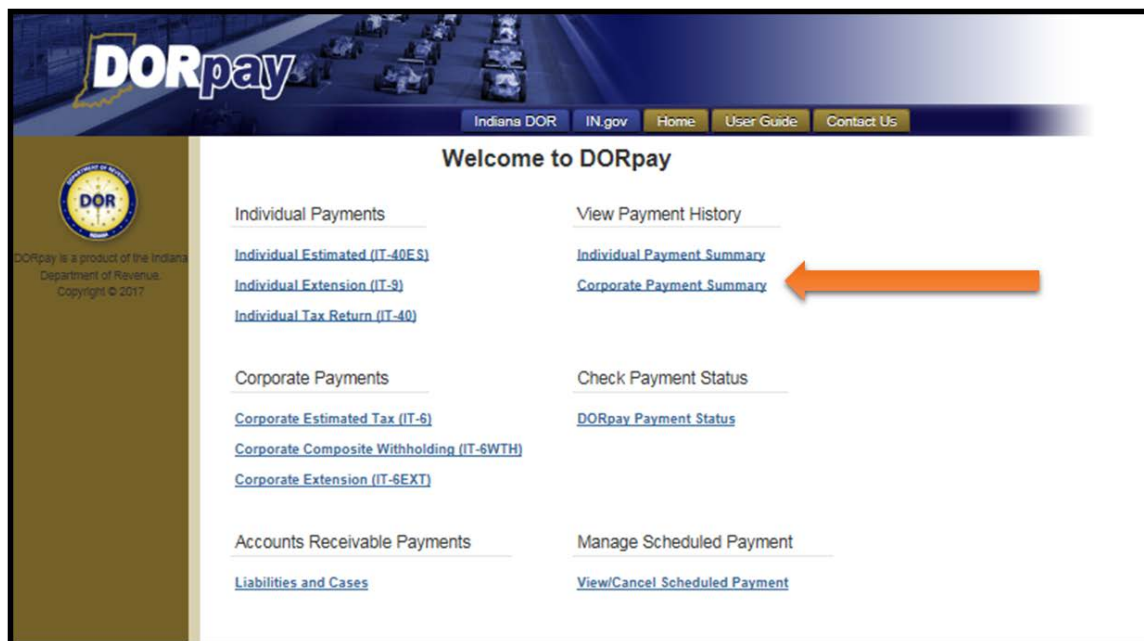 DORpay
Indiana DOR IN.gov Home User Guide Contact Us
DEPARTMENT OF REVENUE
DOR
INDIANA
DORpay is a product of the Indiana
Department of Revenue.
Copyright © 2017
Welcome to DORpay
Individual Payments
Individual Estimated (IT-40ES)
Individual Extension (IT-9)
Individual Tax Return (IT-40)
View Payment History
Individual Payment Summary
Corporate Payment Summary
Corporate Payments
Corporate Estimated Tax (IT-6)
Corporate Composite Withholding (IT-6WTH)
Corporate Extension (IT-6EXT)
Check Payment Status
DORpay Payment Status
Accounts Receivable Payments
Liabilities and Cases
Manage Scheduled Payment
View/Cancel Scheduled Payment